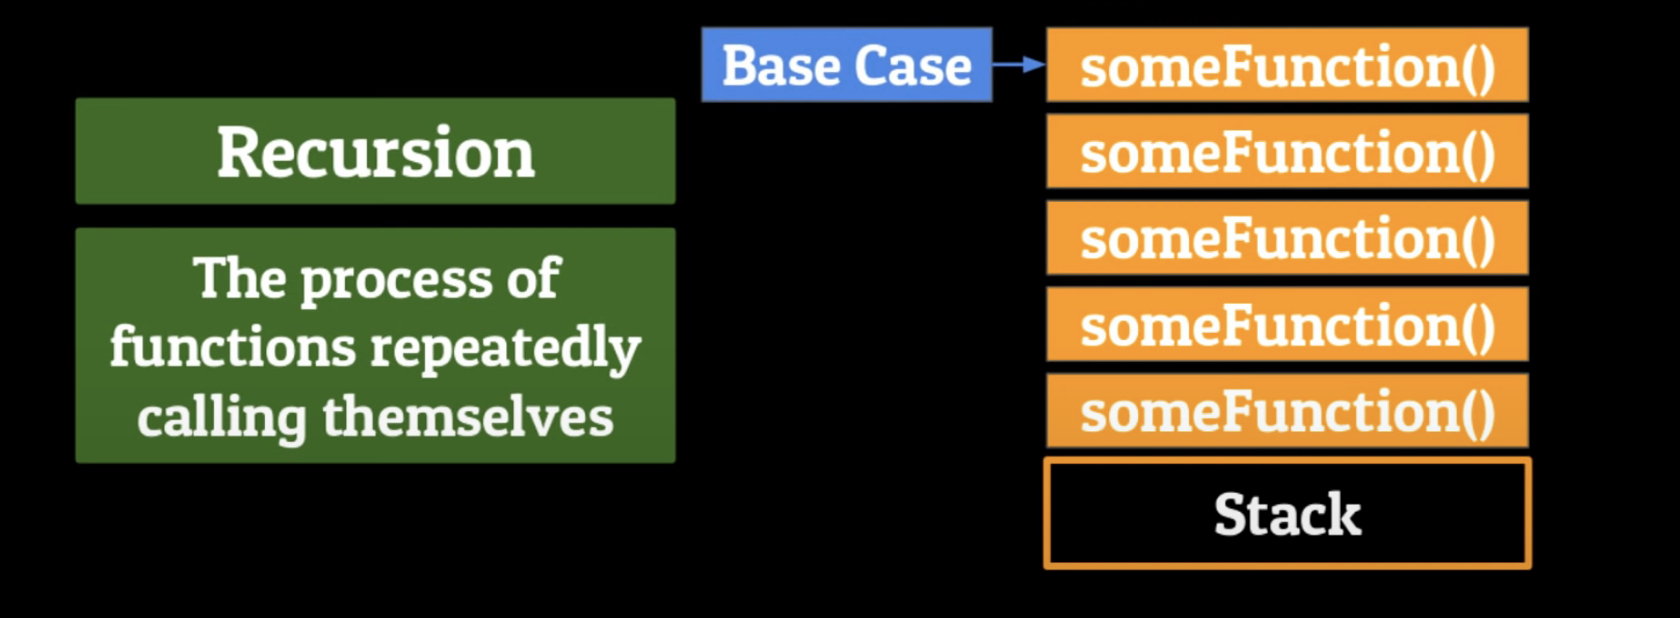 Recursion
The process of
functions repeatedly
calling themselves
Base Case
someFunction()
someFunction()
someFunction()
someFunction()
someFunction()
Stack